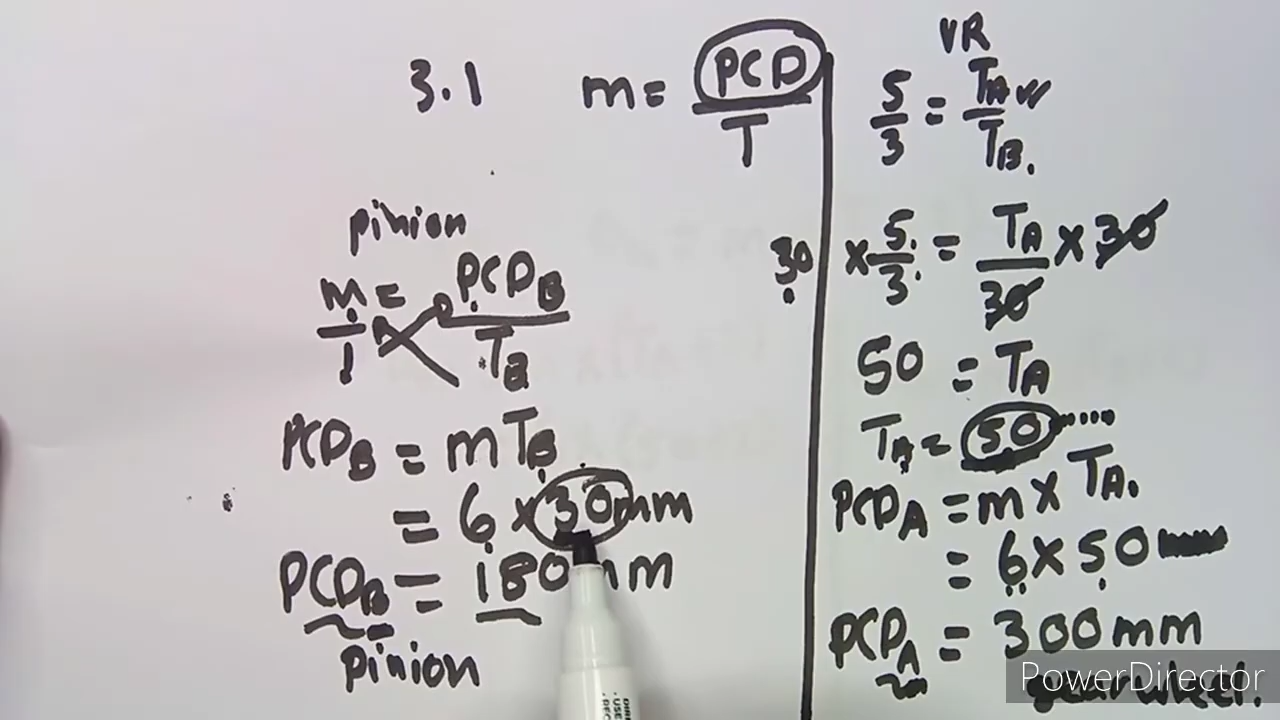 3.1 m = PCD
T
pinion
m = PCDB
1 TB
PCDB = mTB
= 6 x 30mm
PCDB = 180mm
pinion
VR
5 = TA
3 TB.
30 x 5 = TA x 30
3 30
50 = TA
TA = 50
PCDA = m x TA.
= 6 x 50
PCDA = 300mm
gearwheel.
PowerDirector